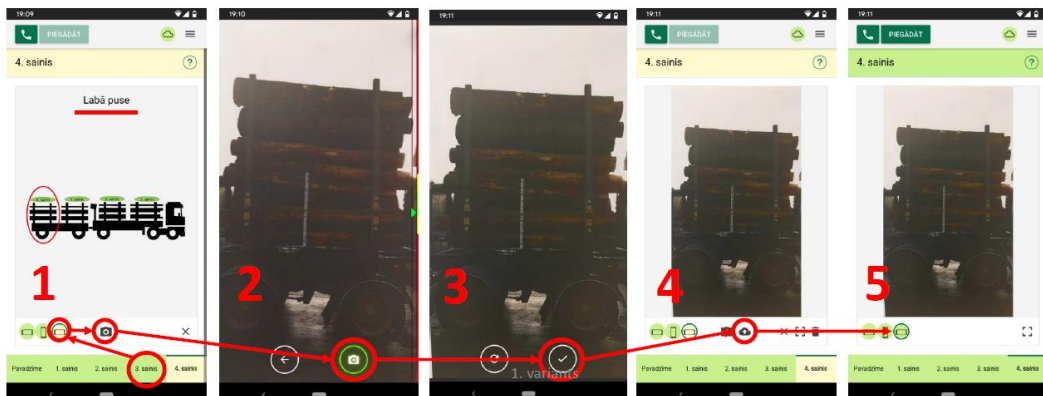 19:09
PIEGĀDĀT
4. sainis
?
Labā puse
1
Pavadzīme 1. sainis 2. sainis 3. sainis 4. sainis
19:10
2
19:11
3
1. variants
19:11
PIEGĀDĀT
4. sainis
?
4
Pavadzīme 1. sainis 2. sainis 3. sainis 4. sainis
19:11
PIEGĀDĀT
4. sainis
?
5
Pavadzīme 1. sainis 2. sainis 3. sainis 4. sainis